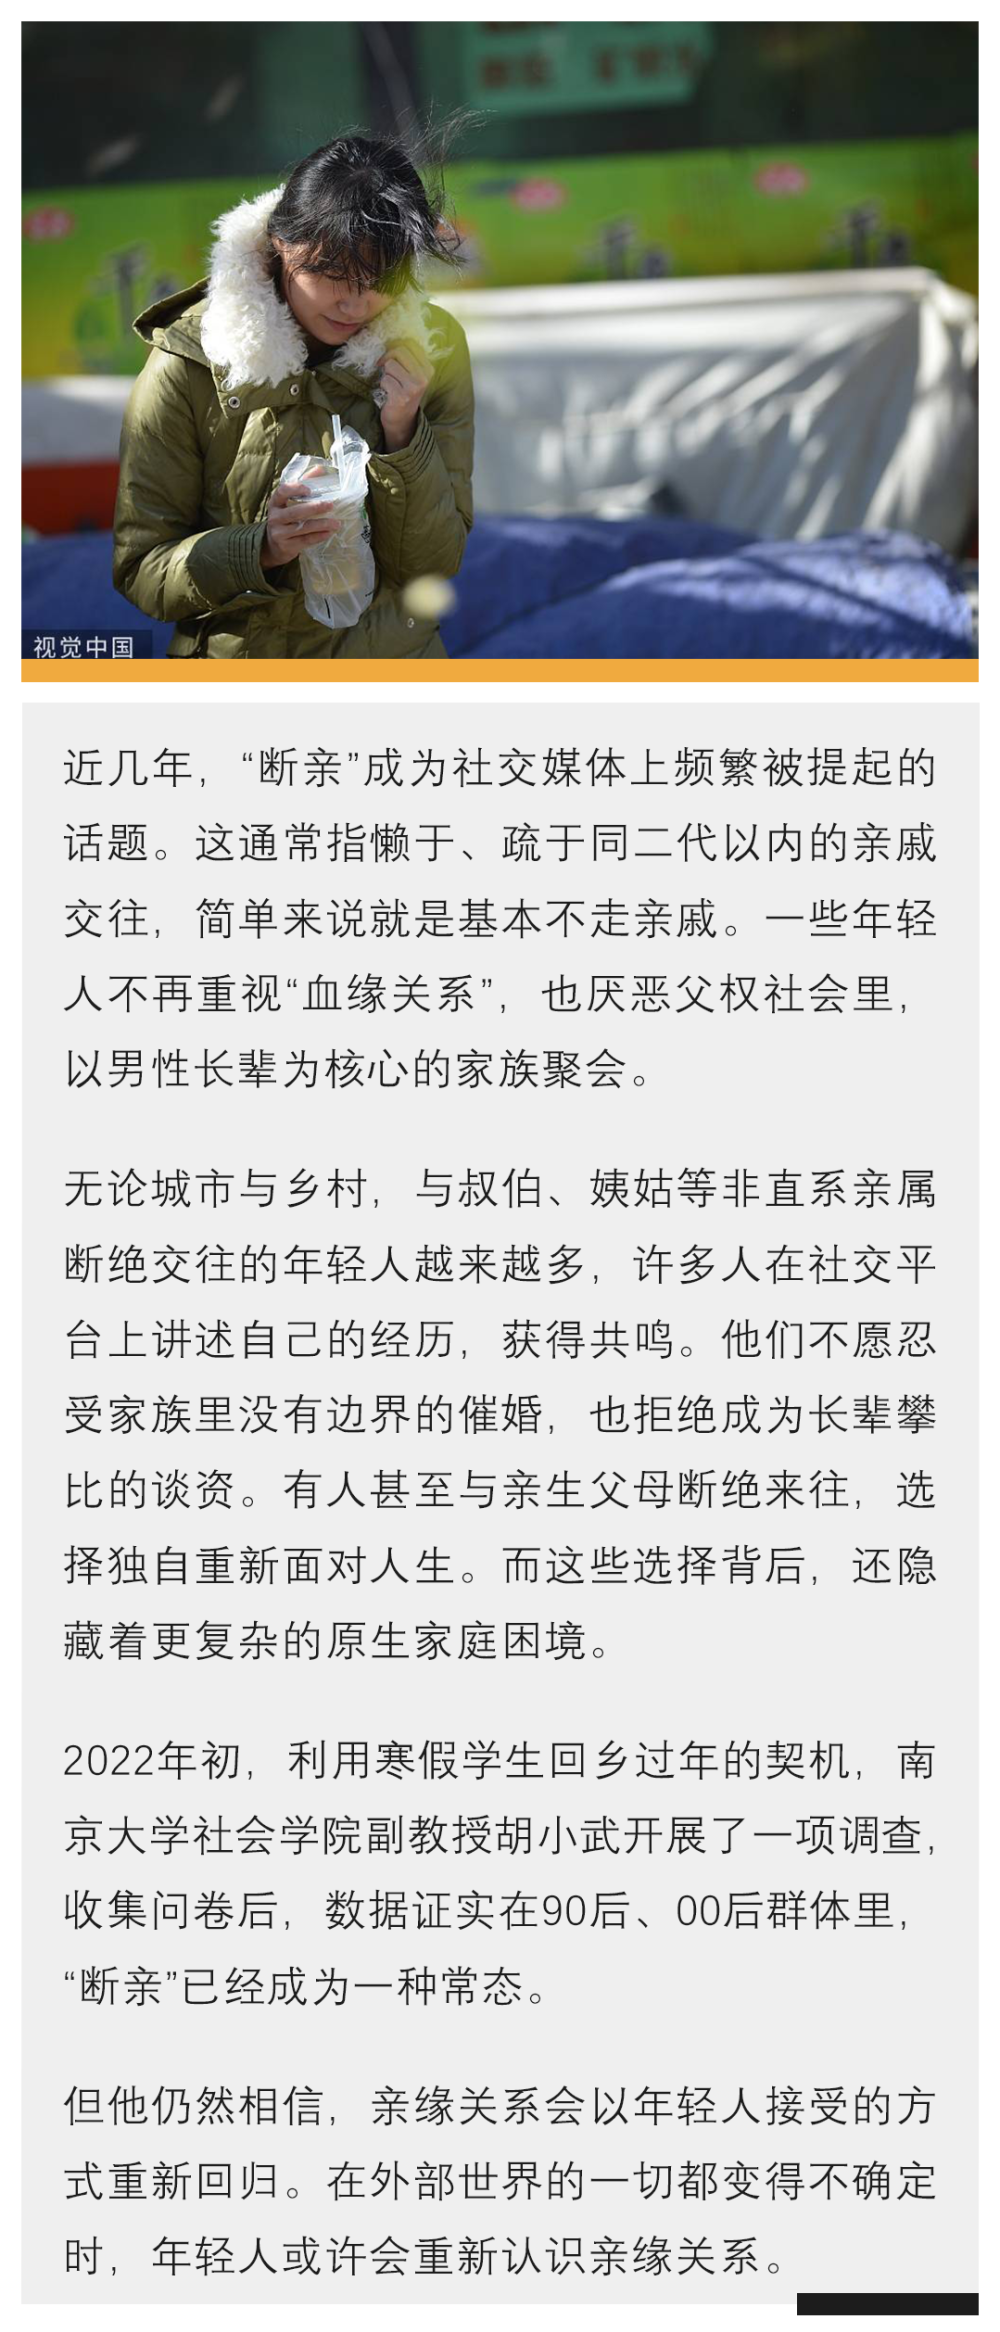 视觉中国
近几年，“断亲”成为社交媒体上频繁被提起的
话题。这通常指懒于、疏于同二代以内的亲戚
交往，简单来说就是基本不走亲戚。一些年轻
人不再重视“血缘关系”，也厌恶父权社会里，
以男性长辈为核心的家族聚会。
无论城市与乡村，与叔伯、姨姑等非直系亲属
断绝交往的年轻人越来越多，许多人在社交平
台上讲述自己的经历，获得共鸣。他们不愿忍
受家族里没有边界的催婚，也拒绝成为长辈攀
比的谈资。有人甚至与亲生父母断绝来往，选
择独自重新面对人生。而这些选择背后，还隐
藏着更复杂的原生家庭困境。
2022年初，利用寒假学生回乡过年的契机，南
京大学社会学院副教授胡小武开展了一项调查，
收集问卷后，数据证实在90后、00后群体里，
“断亲”已经成为一种常态。
但他仍然相信，亲缘关系会以年轻人接受的方
式重新回归。在外部世界的一切都变得不确定
时，年轻人或许会重新认识亲缘关系。